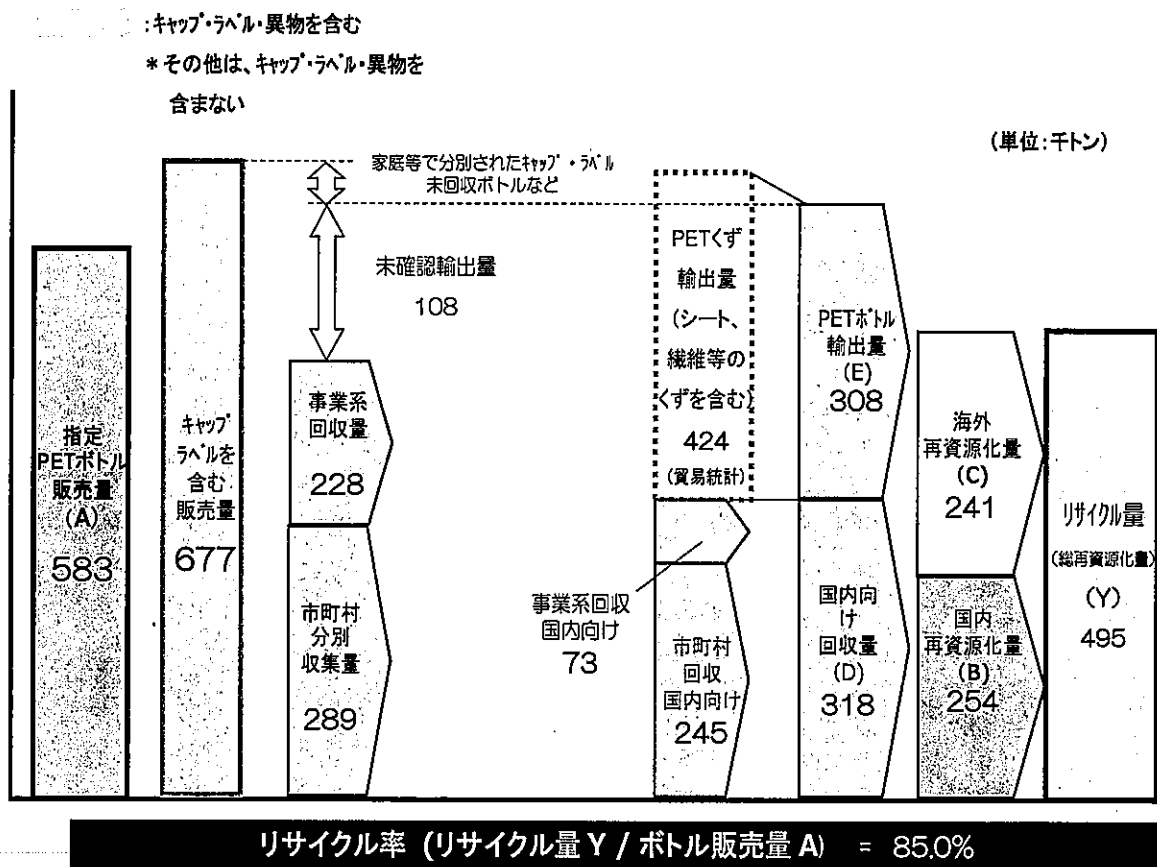 :キャップ・ラベル・異物を含む
*その他は、キャップ・ラベル・異物を
含まない
(単位:千トン)
家庭等で分別されたキャップ・ラベル
未回収ボトルなど
未確認輸出量
108
指定
PETボトル
販売量
(A)
583
キャップ
ラベルを
含む
販売量
677
事業系
回収量
228
市町村
分別
収集量
289
PETくず
輸出量
(シート、
繊維等の
くずを含む)
424
(貿易統計)
事業系回収
国内向け
73
市町村
回収
国内向け
245
PETボトル
輸出量
(E)
308
国内向
け
回収量
(D)
318
海外
再資源化量
(C)
241
国内
再資源化量
(B)
254
リサイクル量
(総再資源化量)
(Y)
495
リサイクル率 (リサイクル量 Y / ボトル販売量 A) = 85.0%